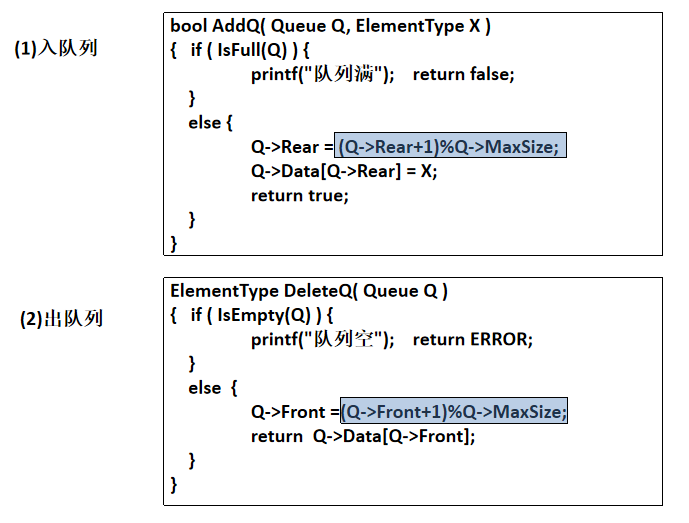 (1)入队列
bool AddQ( Queue Q, ElementType X )
{ if ( IsFull(Q) ) {
printf("队列满"); return false;
}
else {
Q->Rear = (Q->Rear+1)%Q->MaxSize;
Q->Data[Q->Rear] = X;
return true;
}
}
(2)出队列
ElementType DeleteQ( Queue Q )
{ if ( IsEmpty(Q) ) {
printf("队列空"); return ERROR;
}
else {
Q->Front =(Q->Front+1)%Q->MaxSize;
return Q->Data[Q->Front];
}
}